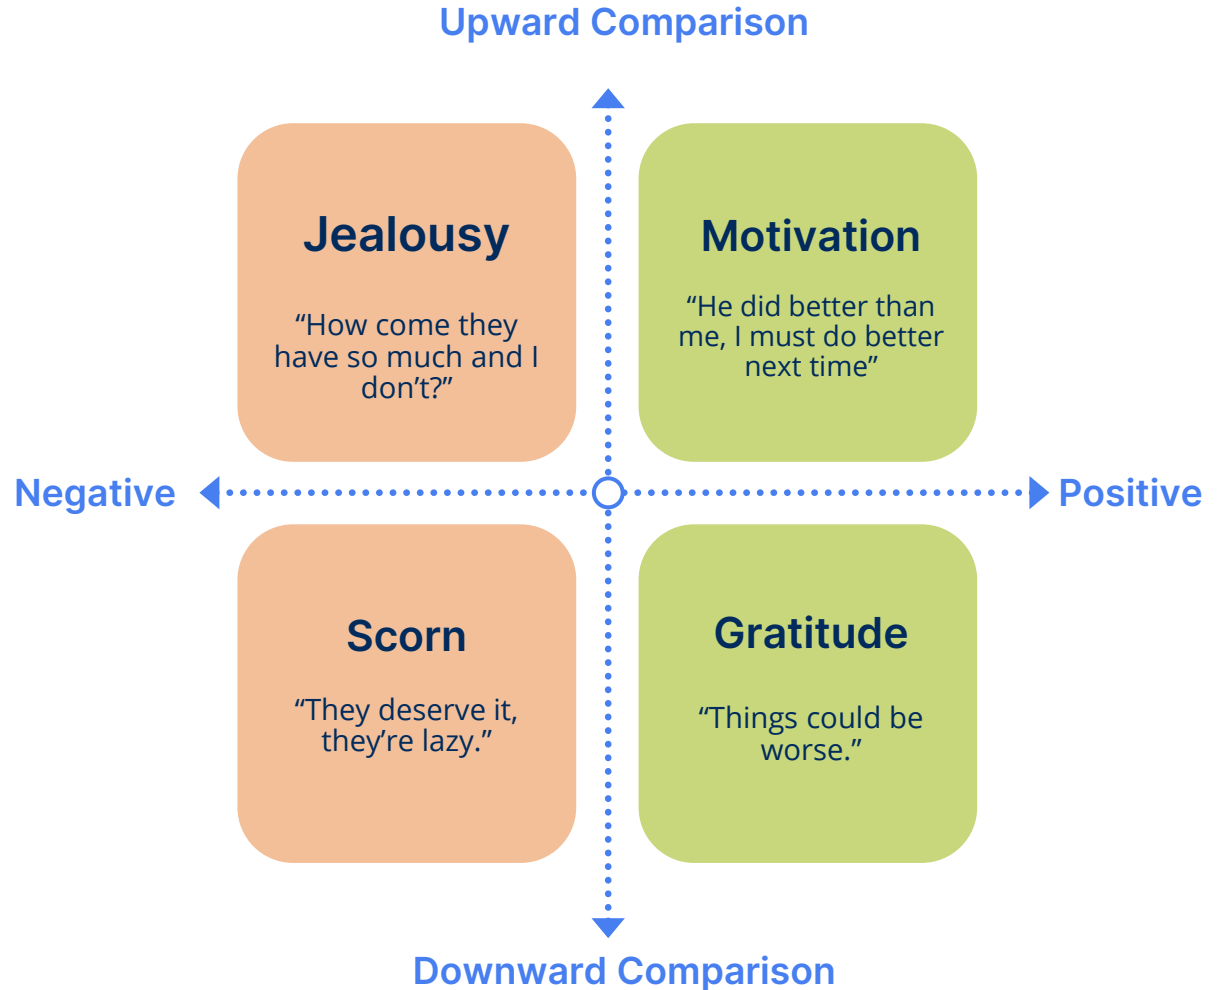 Upward Comparison
Jealousy
“How come they
have so much and I
don’t?”
Motivation
“He did better than
me, I must do better
next time”
Negative
Positive
Scorn
“They deserve it,
they’re lazy.”
Gratitude
“Things could be
worse.”
Downward Comparison